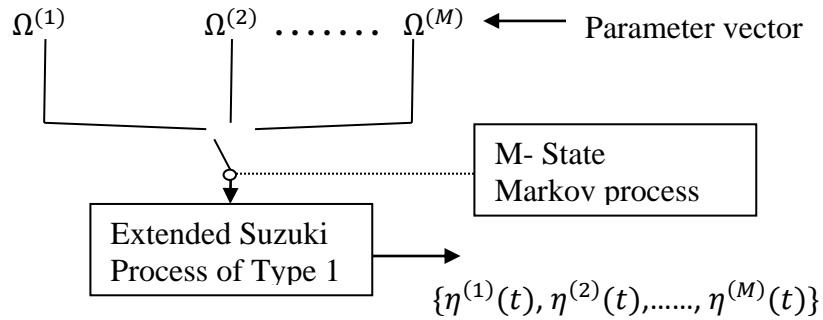 Ω⁽¹⁾ Ω⁽²⁾ ....... Ω⁽ᴹ⁾ Parameter vector
M- State
Markov process
Extended Suzuki
Process of Type 1
{η⁽¹⁾(t), η⁽²⁾(t),......, η⁽ᴹ⁾(t)}